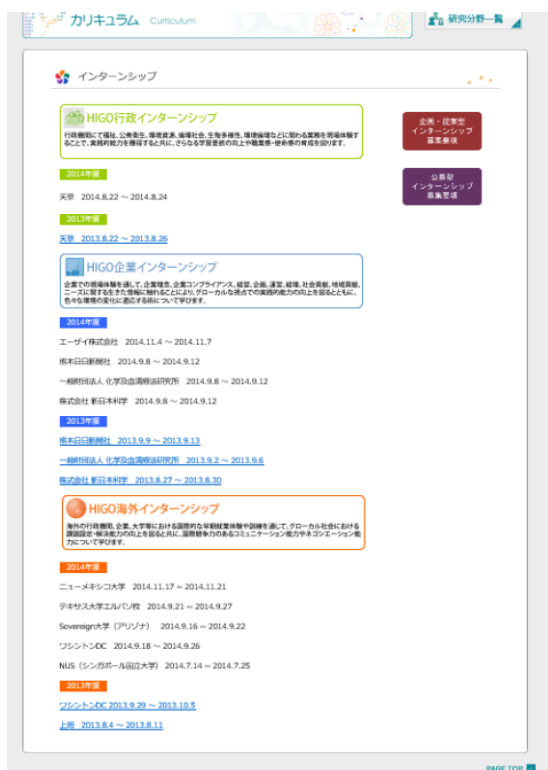 カリキュラム Curriculum
研究分野一覧
インターンシップ
HIGO行政インターンシップ
行政機関にて福祉、公衆衛生、環境資源、循環社会、生物多様性、環境倫理などに関わる業務を現場体験す
ることで、実践的能力を獲得すると共に、さらなる学習意欲の向上や職業感・使命感の育成を図ります。
企画・提案型
インターンシップ
募集要項
公募型
インターンシップ
募集要項
2014年度
天草 2014.8.22 ～ 2014.8.24
2013年度
天草 2013.8.22 ～ 2013.8.26
HIGO企業インターンシップ
企業での現場体験を通して、企業理念、企業コンプライアンス、経営、企画、運営、経理、社会貢献、地域貢献、
ニーズに関する生きた情報に触れることにより、グローカルな視点での実践的能力の向上を図るとともに、
色々な環境の変化に適応する術について学びます。
2014年度
エーザイ株式会社 2014.11.4 ～ 2014.11.7
熊本日日新聞社 2014.9.8 ～ 2014.9.12
一般財団法人 化学及血清療法研究所 2014.9.8 ～ 2014.9.12
株式会社 新日本科学 2014.9.8 ～ 2014.9.12
2013年度
熊本日日新聞社 2013.9.9 ～ 2013.9.13
一般財団法人 化学及血清療法研究所 2013.9.2 ～ 2013.9.6
株式会社 新日本科学 2013.8.27 ～ 2013.8.30
HIGO海外インターンシップ
海外の行政機関、企業、大学等における国際的な早期就業体験や訓練を通じて、グローカル社会における
課題設定・解決能力の向上を図ると共に、国際競争力のあるコミュニケーション能力やネゴシエーション能
力について学びます。
2014年度
ニューメキシコ大学 2014.11.17 ～ 2014.11.21
テキサス大学エルパソ校 2014.9.21 ～ 2014.9.27
Sovereign大学（アリゾナ） 2014.9.16 ～ 2014.9.22
ワシントンDC 2014.9.18 ～ 2014.9.26
NUS（シンガポール国立大学） 2014.7.14 ～ 2014.7.25
2013年度
ワシントンDC 2013.9.29 ～ 2013.10.5
上海 2013.8.4 ～ 2013.8.11
PAGE TOP